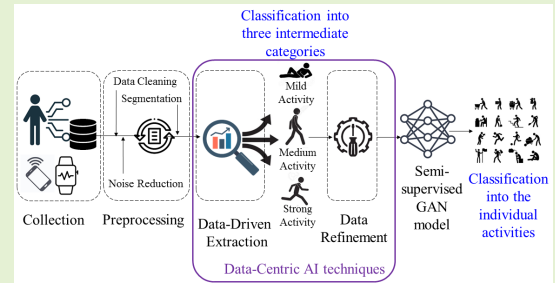 Classification into
three intermediate
categories
Data Cleaning
Segmentation
Noise Reduction
Mild
Activity
Medium
Activity
Strong
Activity
Collection
Preprocessing
Data-Driven
Extraction
Data
Refinement
Semi-
supervised
GAN
model
Classification
into the
individual
activities
Data-Centric AI techniques